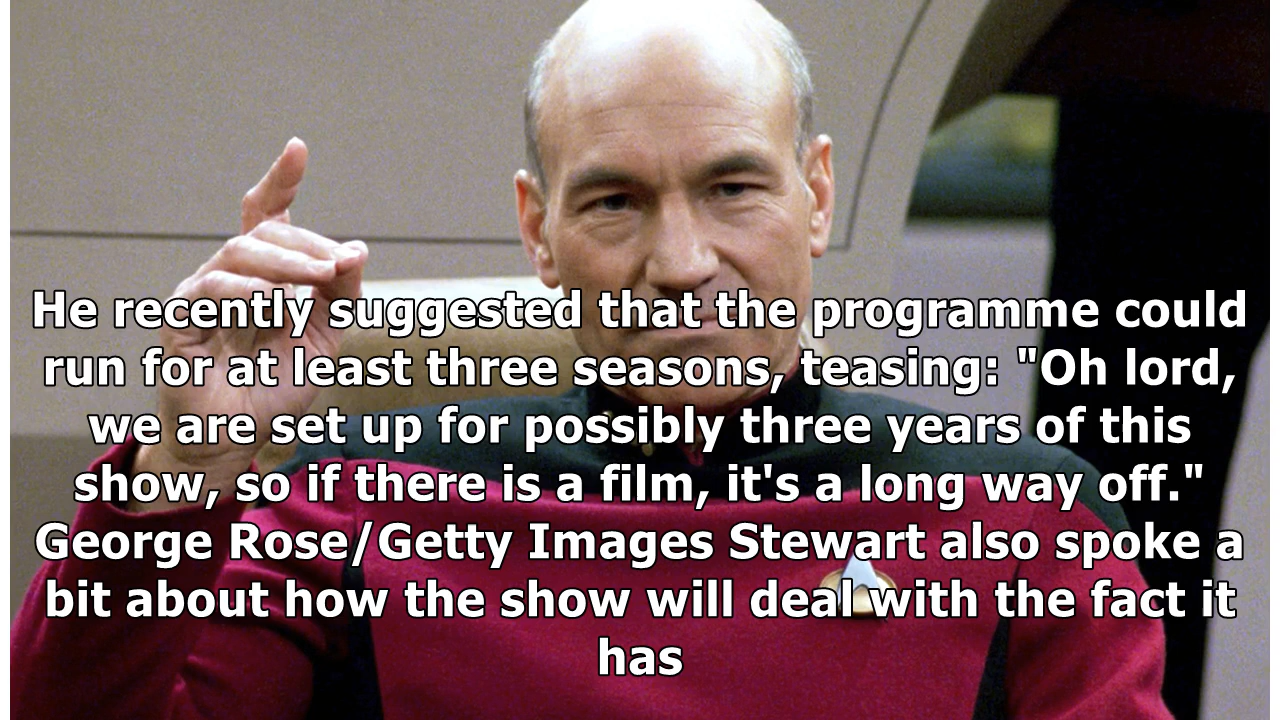 He recently suggested that the programme could
run for at least three seasons, teasing: "Oh lord,
we are set up for possibly three years of this
show, so if there is a film, it's a long way off."
George Rose/Getty Images Stewart also spoke a
bit about how the show will deal with the fact it
has